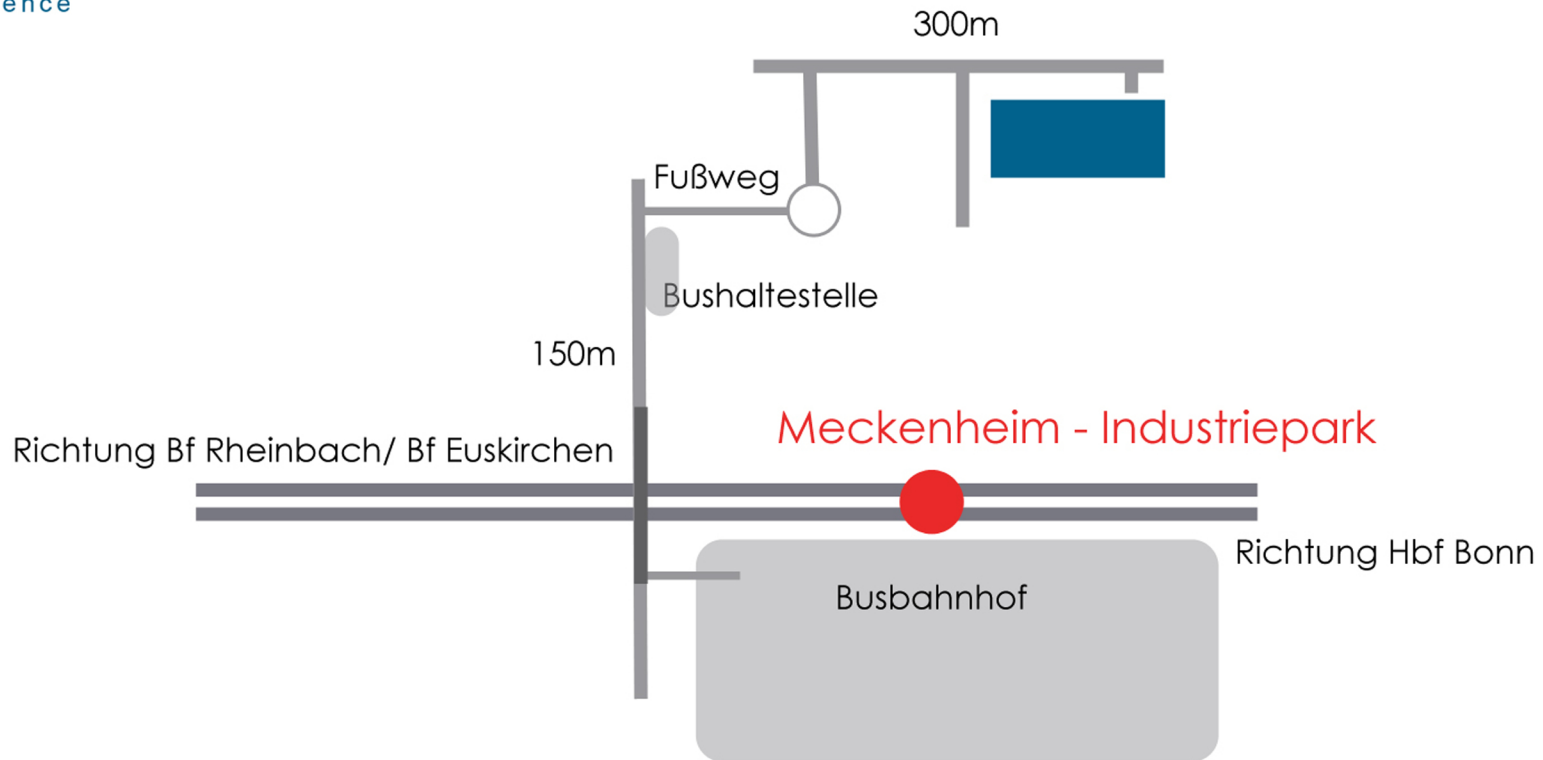 ence
300m
Fußweg
Bushaltestelle
150m
Meckenheim - Industriepark
Richtung Bf Rheinbach/ Bf Euskirchen
Richtung Hbf Bonn
Busbahnhof